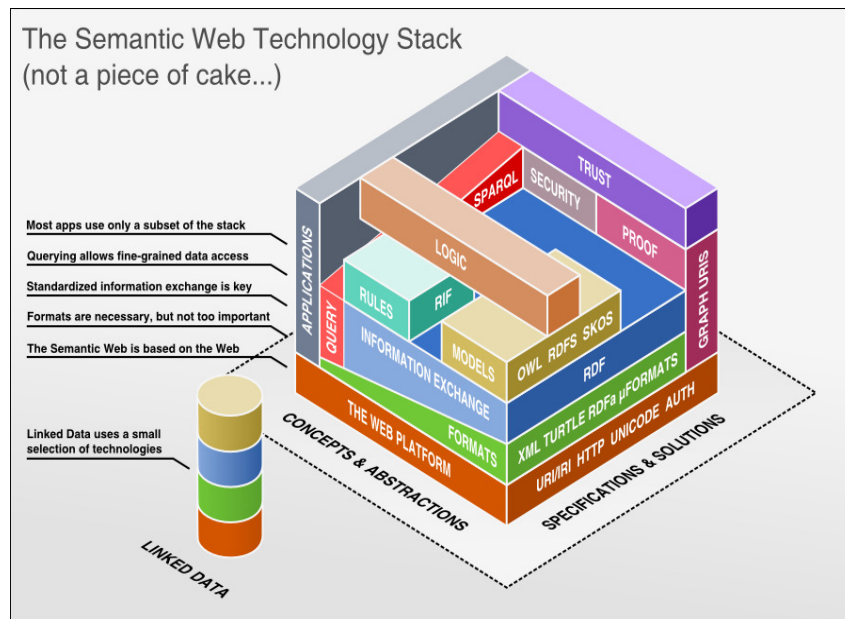 The Semantic Web Technology Stack
(not a piece of cake...)
Most apps use only a subset of the stack
Querying allows fine-grained data access
Standardized information exchange is key
Formats are necessary, but not too important
The Semantic Web is based on the Web
Linked Data uses a small
selection of technologies
LINKED DATA
APPLICATIONS
QUERY
SPARQL
SECURITY
TRUST
PROOF
GRAPH URIS
LOGIC
RULES
RIF
MODELS
OWL RDFS SKOS
INFORMATION EXCHANGE
RDF
FORMATS
XML TURTLE RDFa µFORMATS
THE WEB PLATFORM
URI/IRI HTTP UNICODE AUTH
CONCEPTS & ABSTRACTIONS
SPECIFICATIONS & SOLUTIONS